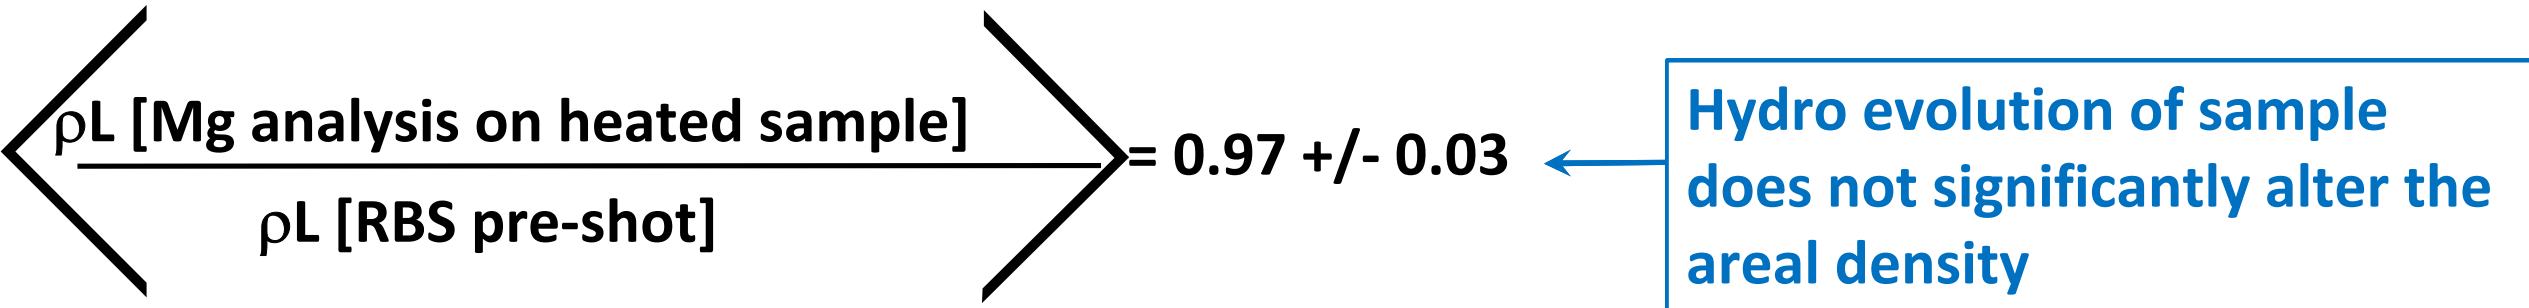 ρL [Mg analysis on heated sample]
ρL [RBS pre-shot]
= 0.97 +/- 0.03
Hydro evolution of sample
does not significantly alter the
areal density